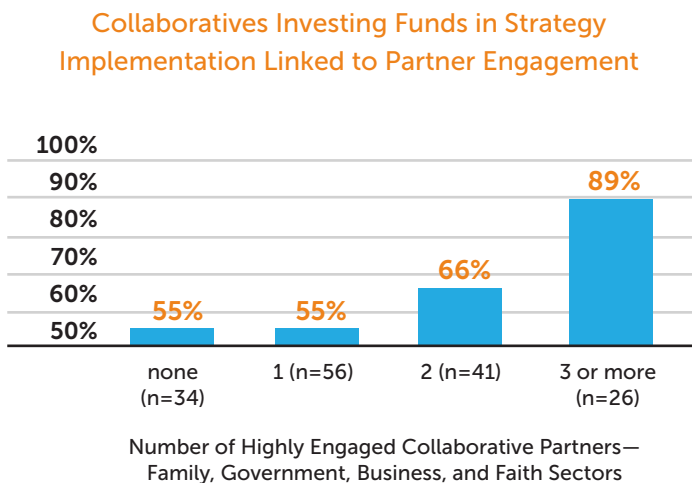 Collaboratives Investing Funds in Strategy
Implementation Linked to Partner Engagement
100%
90%
80%
70%
60%
50%
55%
55%
66%
89%
none
(n=34)
1 (n=56)
2 (n=41)
3 or more
(n=26)
Number of Highly Engaged Collaborative Partners—
Family, Government, Business, and Faith Sectors